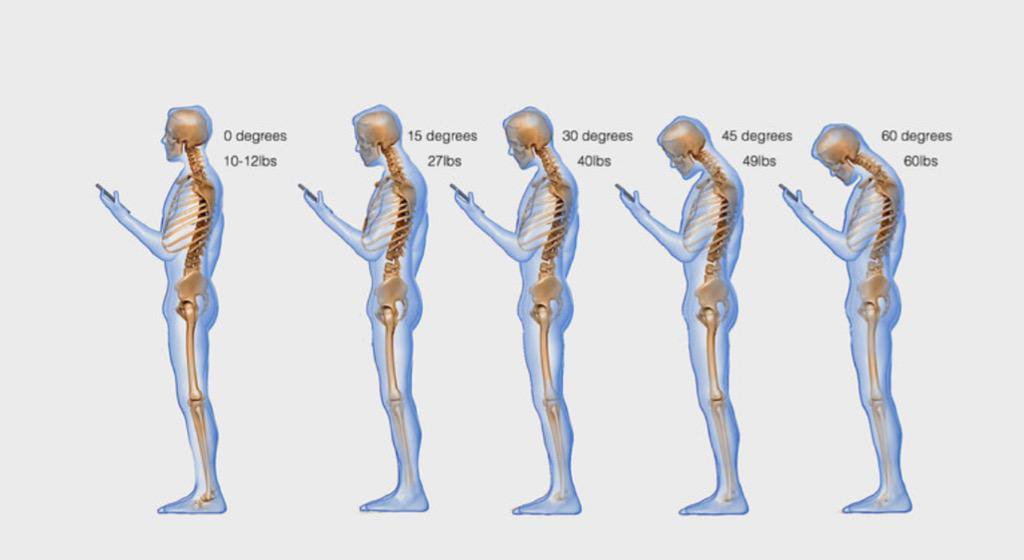 0 degrees
10-12lbs
15 degrees
27lbs
30 degrees
40lbs
45 degrees
49lbs
60 degrees
60lbs